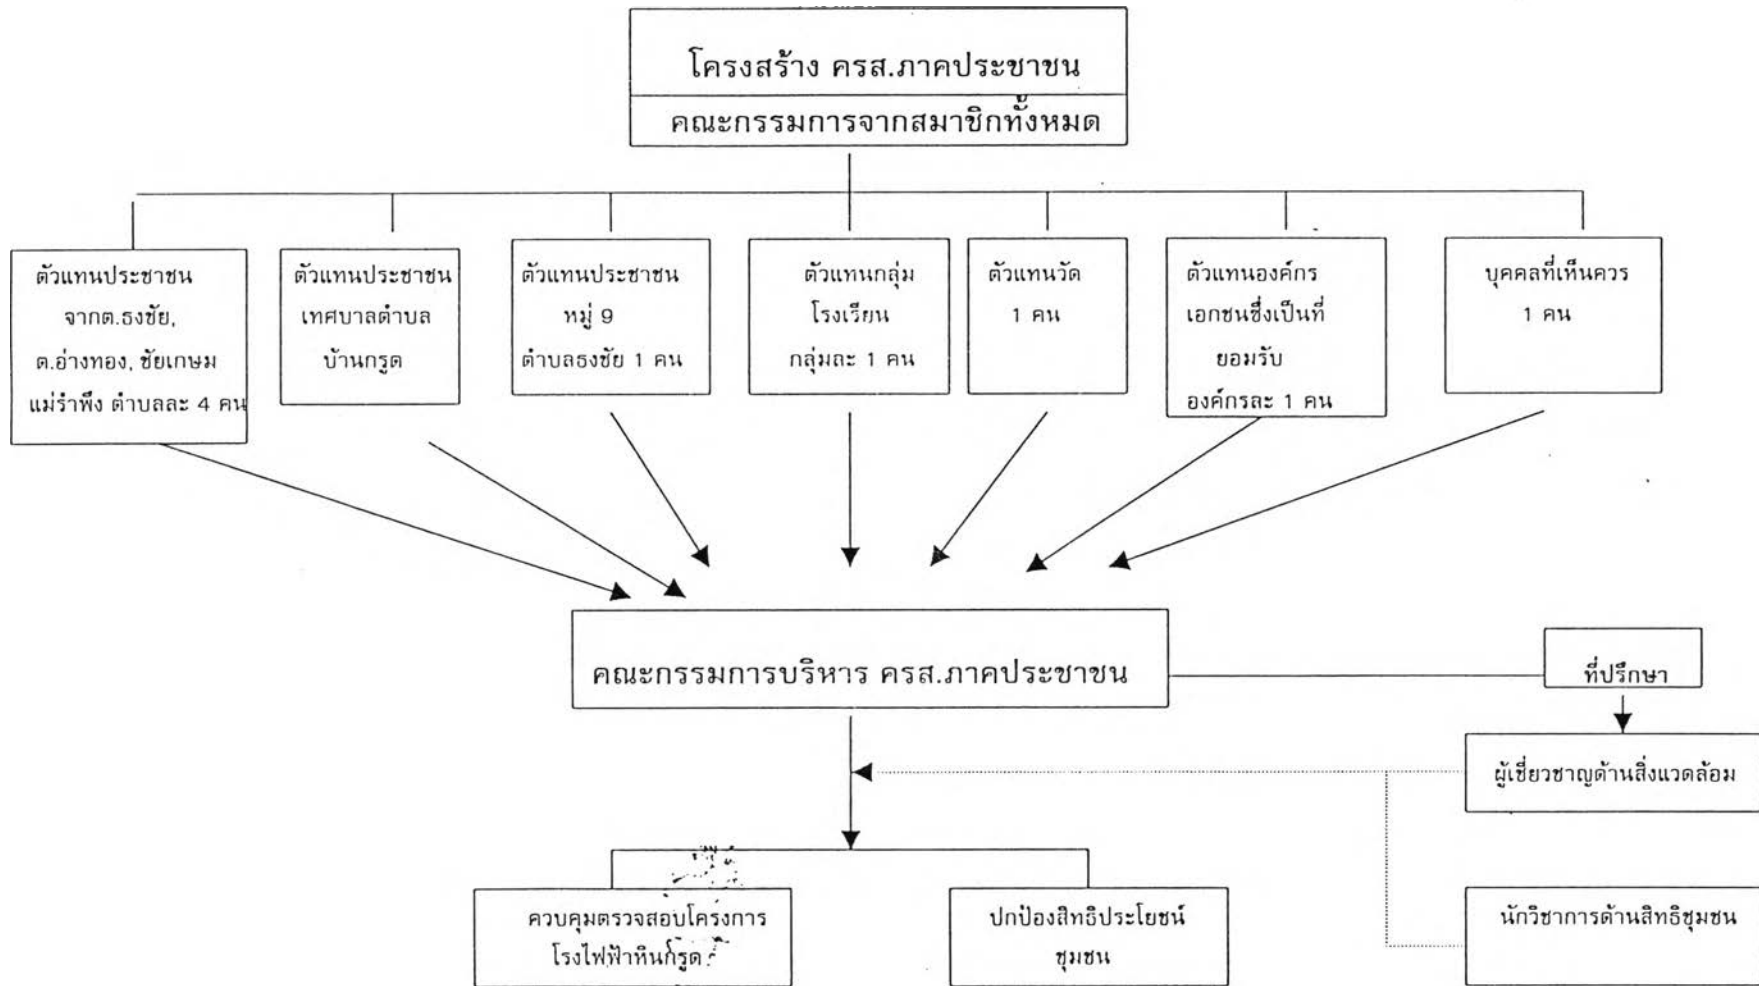 โครงสร้าง ครส.ภาคประชาชน
คณะกรรมการจากสมาชิกทั้งหมด
ตัวแทนประชาชน
จากต.ธงชัย,
ต.อ่างทอง, ชัยเกษม
แม่รำพึง ตำบลละ 4 คน
ตัวแทนประชาชน
เทศบาลตำบล
บ้านกรูด
ตัวแทนประชาชน
หมู่ 9
ตำบลธงชัย 1 คน
ตัวแทนกลุ่ม
โรงเรียน
กลุ่มละ 1 คน
ตัวแทนวัด
1 คน
ตัวแทนองค์กร
เอกชนซึ่งเป็นที่
ยอมรับ
องค์กรละ 1 คน
บุคคลที่เห็นควร
1 คน
คณะกรรมการบริหาร ครส.ภาคประชาชน
ที่ปรึกษา
ผู้เชี่ยวชาญด้านสิ่งแวดล้อม
ควบคุมตรวจสอบโครงการ
โรงไฟฟ้าหินกรูด
ปกป้องสิทธิประโยชน์
ชุมชน
นักวิชาการด้านสิทธิชุมชน